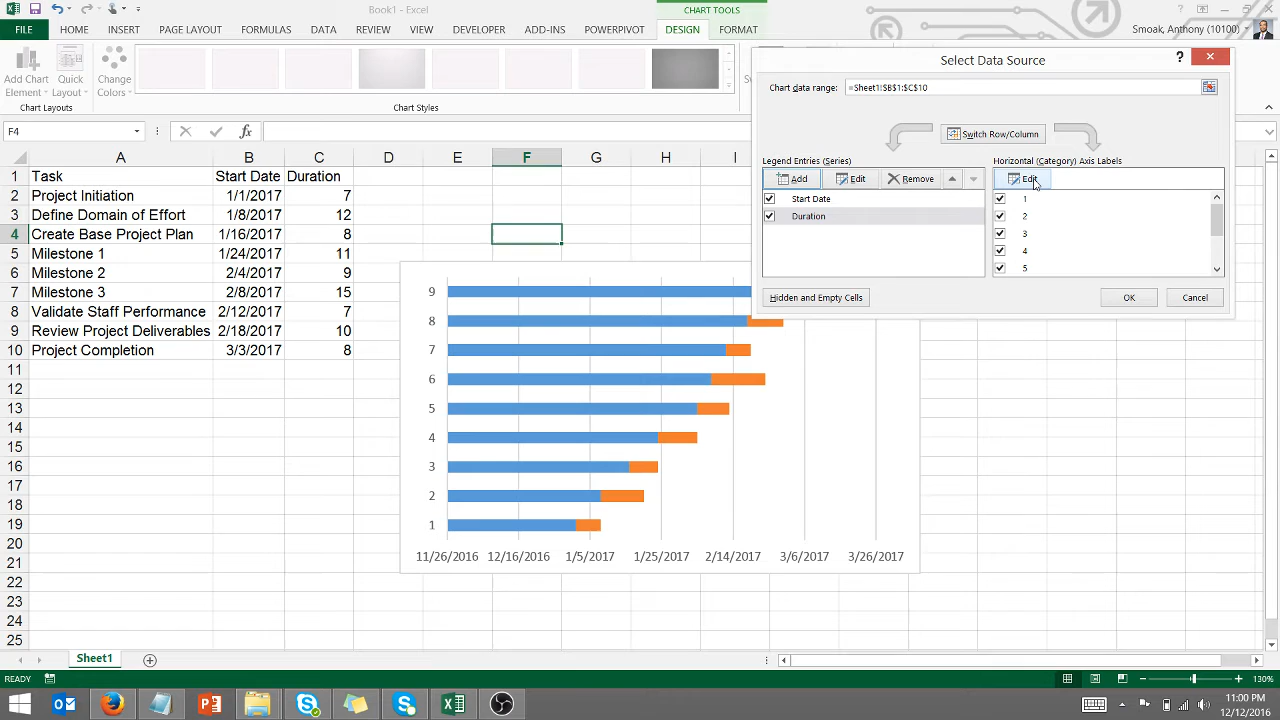 Book1 - Excel
CHART TOOLS
?
FILE
HOME
INSERT
PAGE LAYOUT
FORMULAS
DATA
REVIEW
VIEW
DEVELOPER
ADD-INS
POWERPIVOT
DESIGN
FORMAT
Smoak, Anthony (10100)
Add Chart
Element
Quick
Layout
Change
Colors
Chart Layouts
Chart Styles
Select Data Source
?
Chart data range:
=Sheet1!$B$1:$C$10
Switch Row/Column
Legend Entries (Series)
Horizontal (Category) Axis Labels
Add
Edit
Remove
Edit
Start Date
Duration
1
2
3
4
5
Hidden and Empty Cells
OK
Cancel
F4
fx
A
B
C
D
E
F
G
H
I
1
Task
Start Date
Duration
2
Project Initiation
1/1/2017
7
3
Define Domain of Effort
1/8/2017
12
4
Create Base Project Plan
1/16/2017
8
5
Milestone 1
1/24/2017
11
6
Milestone 2
2/4/2017
9
7
Milestone 3
2/8/2017
15
8
Validate Staff Performance
2/12/2017
7
9
Review Project Deliverables
2/18/2017
10
10
Project Completion
3/3/2017
8
11
12
13
14
15
16
17
18
19
20
21
22
23
24
25
9
8
7
6
5
4
3
2
1
11/26/2016
12/16/2016
1/5/2017
1/25/2017
2/14/2017
3/6/2017
3/26/2017
Sheet1
READY
130%
11:00 PM
12/12/2016